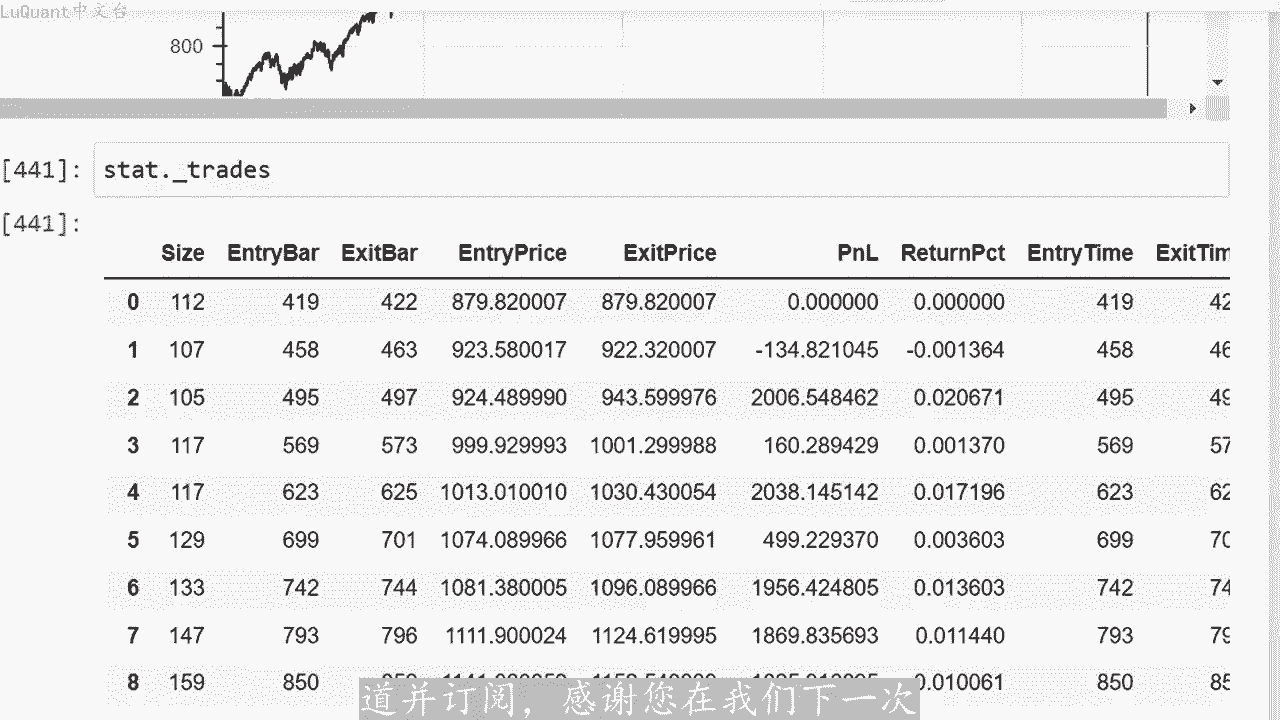 LuQuant中文台
800
[441]: stat._trades
[441]:
Size EntryBar ExitBar EntryPrice ExitPrice PnL ReturnPct EntryTime ExitTim
0 112 419 422 879.820007 879.820007 0.000000 0.000000 419 42
1 107 458 463 923.580017 922.320007 -134.821045 -0.001364 458 46
2 105 495 497 924.489990 943.599976 2006.548462 0.020671 495 49
3 117 569 573 999.929993 1001.299988 160.289429 0.001370 569 57
4 117 623 625 1013.010010 1030.430054 2038.145142 0.017196 623 62
5 129 699 701 1074.089966 1077.959961 499.229370 0.003603 699 70
6 133 742 744 1081.380005 1096.089966 1956.424805 0.013603 742 74
7 147 793 796 1111.900024 1124.619995 1869.835693 0.011440 793 79
8 159 850 0.010061 850 85
道并订阅，感谢您在我们下一次